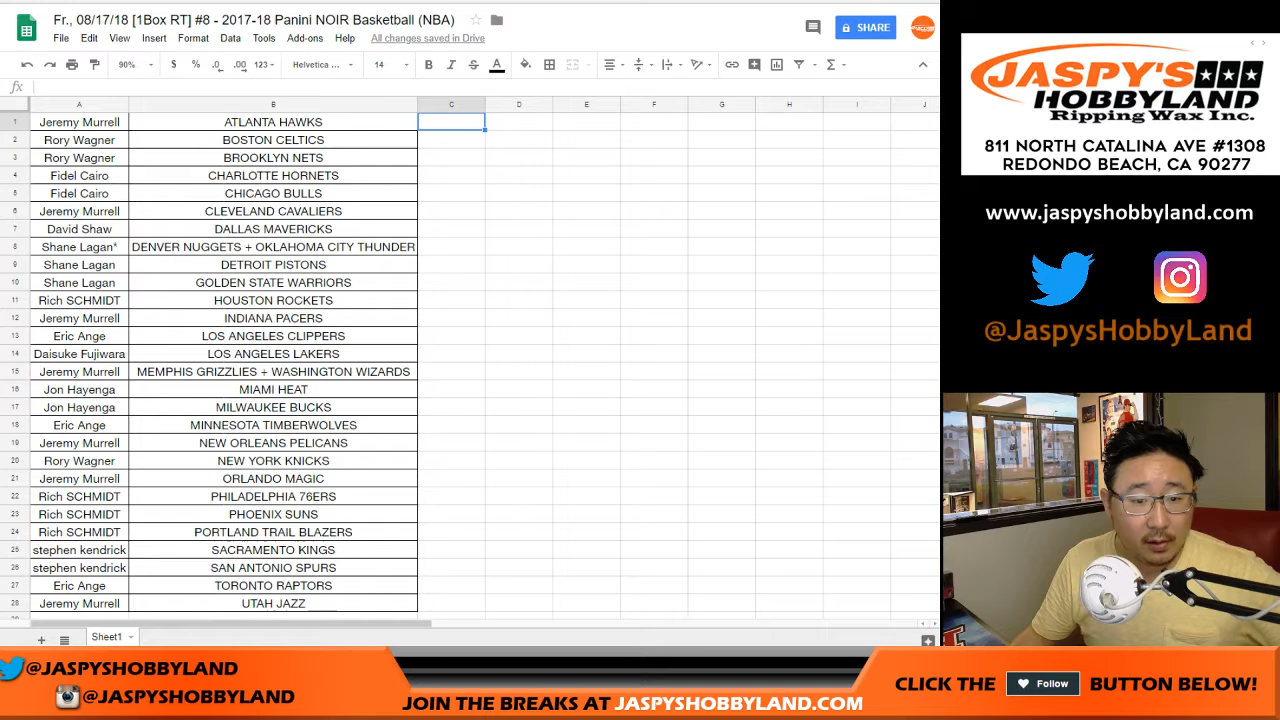 Fr., 08/17/18 [1Box RT] #8 - 2017-18 Panini NOIR Basketball (NBA)
File Edit View Insert Format Data Tools Add-ons Help All changes saved in Drive
SHARE
90% $ % .0 .00 123 Helvetica ... 14 B I S A
fx
A B C D E F G H I J
1 Jeremy Murrell ATLANTA HAWKS
2 Rory Wagner BOSTON CELTICS
3 Rory Wagner BROOKLYN NETS
4 Fidel Cairo CHARLOTTE HORNETS
5 Fidel Cairo CHICAGO BULLS
6 Jeremy Murrell CLEVELAND CAVALIERS
7 David Shaw DALLAS MAVERICKS
8 Shane Lagan* DENVER NUGGETS + OKLAHOMA CITY THUNDER
9 Shane Lagan DETROIT PISTONS
10 Shane Lagan GOLDEN STATE WARRIORS
11 Rich SCHMIDT HOUSTON ROCKETS
12 Jeremy Murrell INDIANA PACERS
13 Eric Ange LOS ANGELES CLIPPERS
14 Daisuke Fujiwara LOS ANGELES LAKERS
15 Jeremy Murrell MEMPHIS GRIZZLIES + WASHINGTON WIZARDS
16 Jon Hayenga MIAMI HEAT
17 Jon Hayenga MILWAUKEE BUCKS
18 Eric Ange MINNESOTA TIMBERWOLVES
19 Jeremy Murrell NEW ORLEANS PELICANS
20 Rory Wagner NEW YORK KNICKS
21 Jeremy Murrell ORLANDO MAGIC
22 Rich SCHMIDT PHILADELPHIA 76ERS
23 Rich SCHMIDT PHOENIX SUNS
24 Rich SCHMIDT PORTLAND TRAIL BLAZERS
25 stephen kendrick SACRAMENTO KINGS
26 stephen kendrick SAN ANTONIO SPURS
27 Eric Ange TORONTO RAPTORS
28 Jeremy Murrell UTAH JAZZ
Sheet1
JASPY'S
HOBBYLAND
Ripping Wax Inc.
811 NORTH CATALINA AVE #1308
REDONDO BEACH, CA 90277
www.jaspyshobbyland.com
@JaspysHobbyLand
@JASPYSHOBBYLAND
@JASPYSHOBBYLAND
JOIN THE BREAKS AT JASPYSHOBBYLAND.COM
CLICK THE Follow BUTTON BELOW!